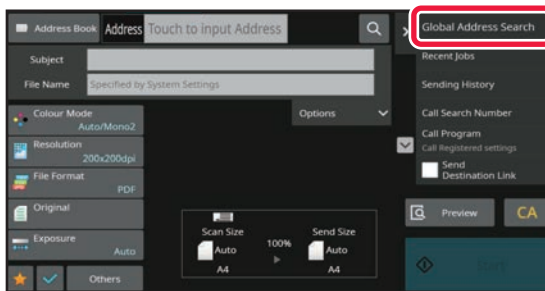 Address Book Address Touch to input Address
Subject
File Name Specified by System Settings
Colour Mode
Auto/Mono2
Resolution
200x200dpi
File Format
PDF
Original
Exposure
Auto
Others
Options
Scan Size
Auto
A4
100%
Send Size
Auto
A4
Global Address Search
Recent Jobs
Sending History
Call Search Number
Call Program
Call Registered settings
Send
Destination Link
Preview
CA
Start